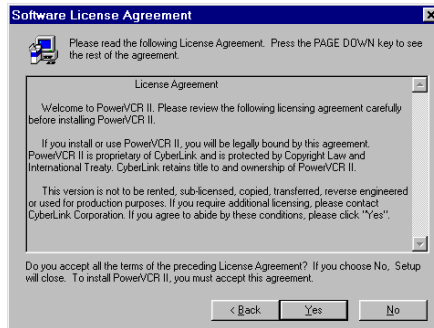 Software License Agreement
Please read the following License Agreement. Press the PAGE DOWN key to see
the rest of the agreement.
License Agreement
Welcome to PowerVCR II. Please review the following licensing agreement carefully
before installing PowerVCR II.
If you install or use PowerVCR II, you will be legally bound by this agreement.
PowerVCR II is proprietary of CyberLink and is protected by Copyright Law and
International Treaty. CyberLink retains title to and ownership of PowerVCR II.
This version is not to be rented, sub-licensed, copied, transferred, reverse engineered
or used for production purposes. If you require additional licensing, please contact
CyberLink Corporation. If you agree to abide by these conditions, please click "Yes".
Do you accept all the terms of the preceding License Agreement? If you choose No, Setup
will close. To install PowerVCR II, you must accept this agreement.
< Back Yes No